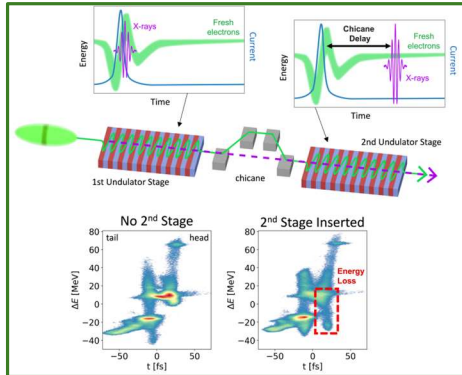 Fresh electrons
X-rays
Energy
Current
Time
Chicane Delay
Fresh electrons
X-rays
Energy
Current
Time
1st Undulator Stage
chicane
2nd Undulator Stage
No 2nd Stage
2nd Stage Inserted
tail
head
Energy Loss
ΔE [MeV]
80
60
40
20
0
-20
-40
-50
0
50
t [fs]
ΔE [MeV]
80
60
40
20
0
-20
-40
-50
0
50
t [fs]